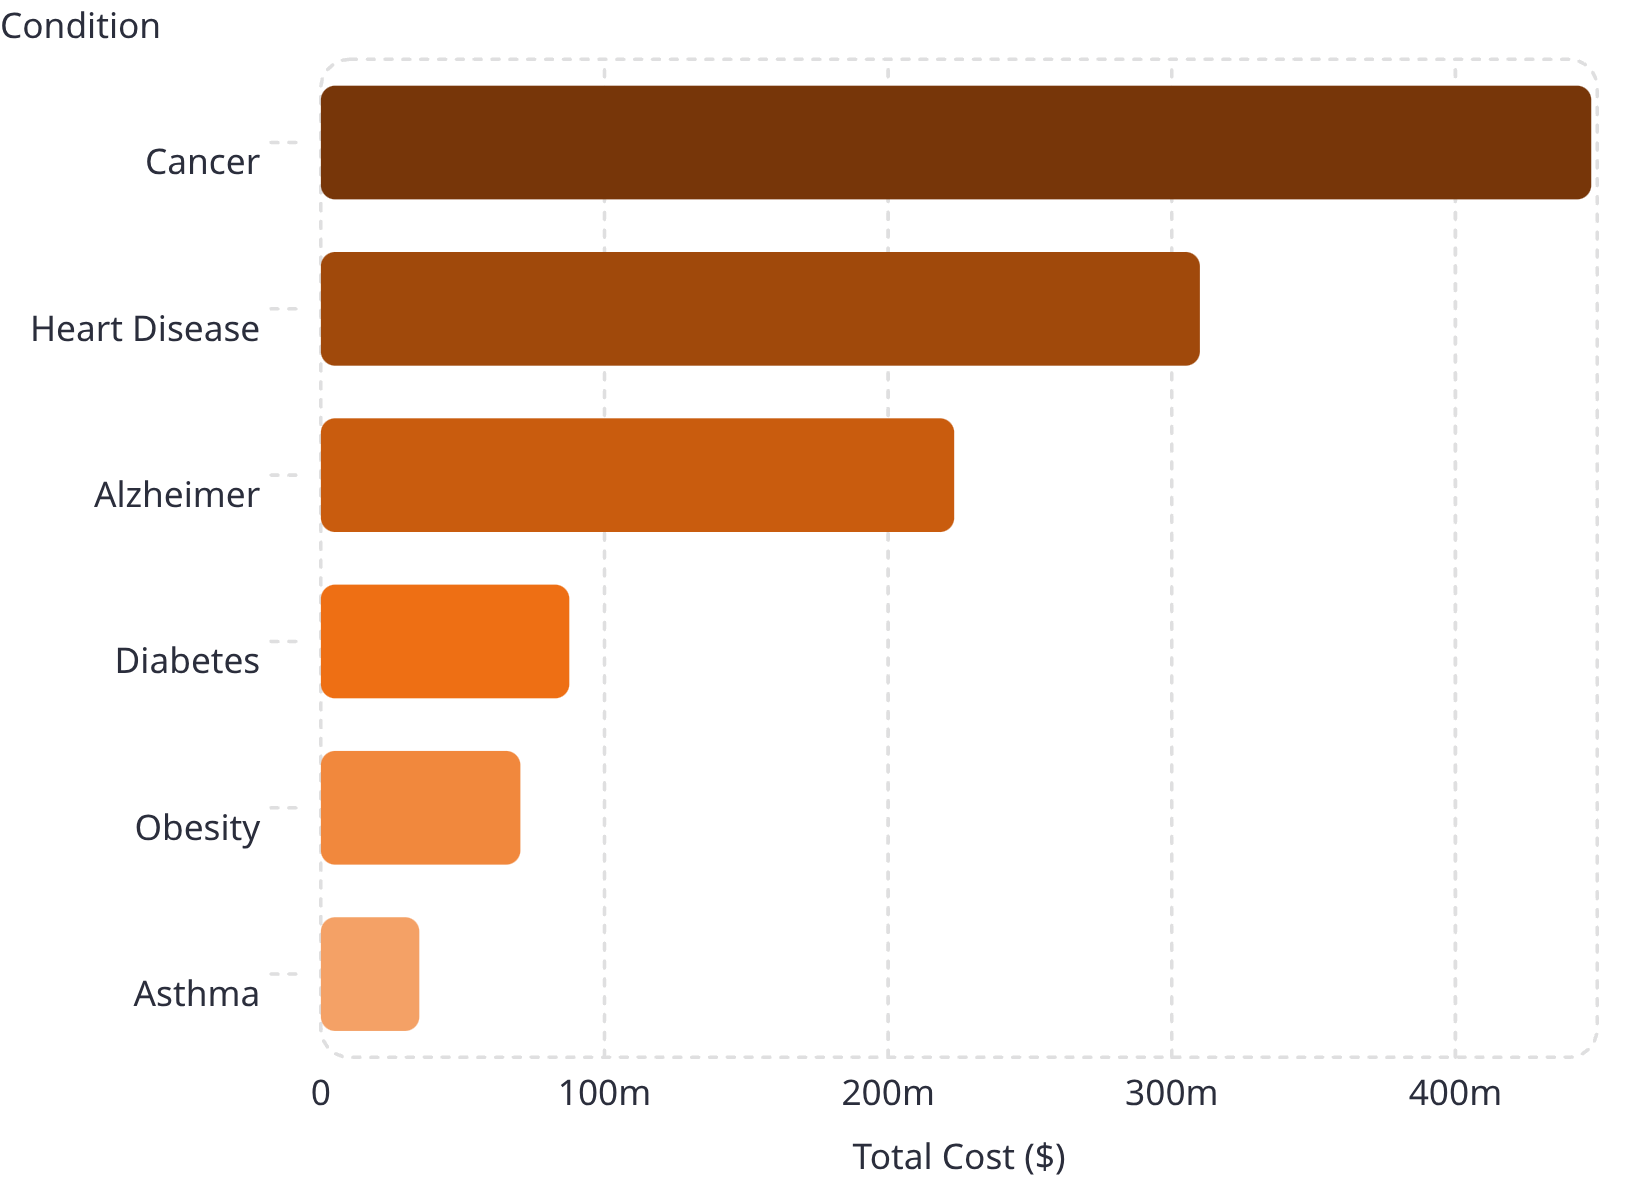 Condition
Cancer
Heart Disease
Alzheimer
Diabetes
Obesity
Asthma
0 100m 200m 300m 400m
Total Cost ($)